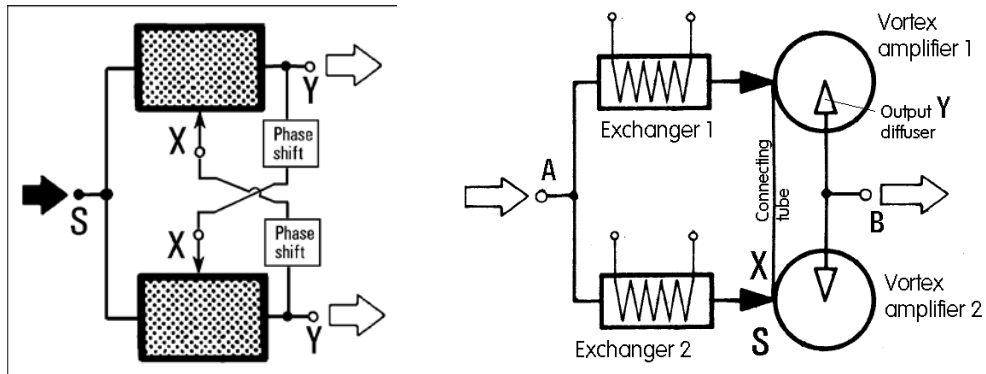 Y
X
Phase
shift
S
X
Phase
shift
Y
Vortex
amplifier 1
Exchanger 1
Output Y
diffuser
A
Connecting
tube
B
X
Vortex
amplifier 2
Exchanger 2
S